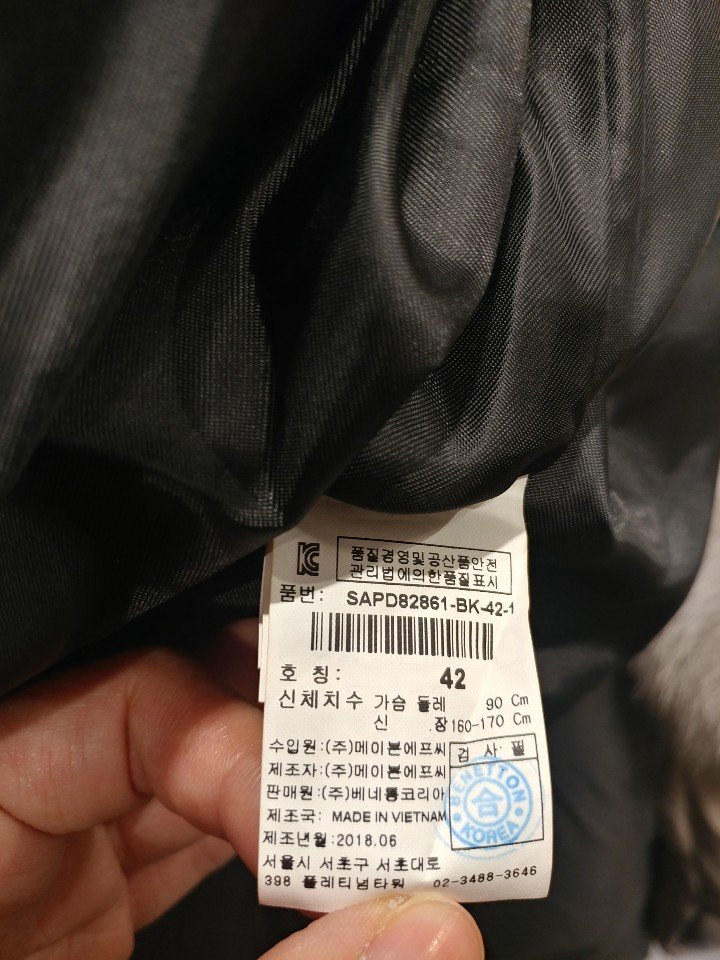 KC
품질경영및공산품안전
관리법에의한품질표시
품번: SAPD82861-BK-42-1
호 칭: 42
신체치수 가슴 둘레 90 Cm
신 장 160-170 Cm
수입원:(주)메이븐에프씨
검 사 필
제조자:(주)메이븐에프씨
판매원:(주)베네통코리아
BENETTON
合
KOREA
제조국: MADE IN VIETNAM
제조년월:2018.06
서울시 서초구 서초대로
398 플레티넘타워 02-3488-3646